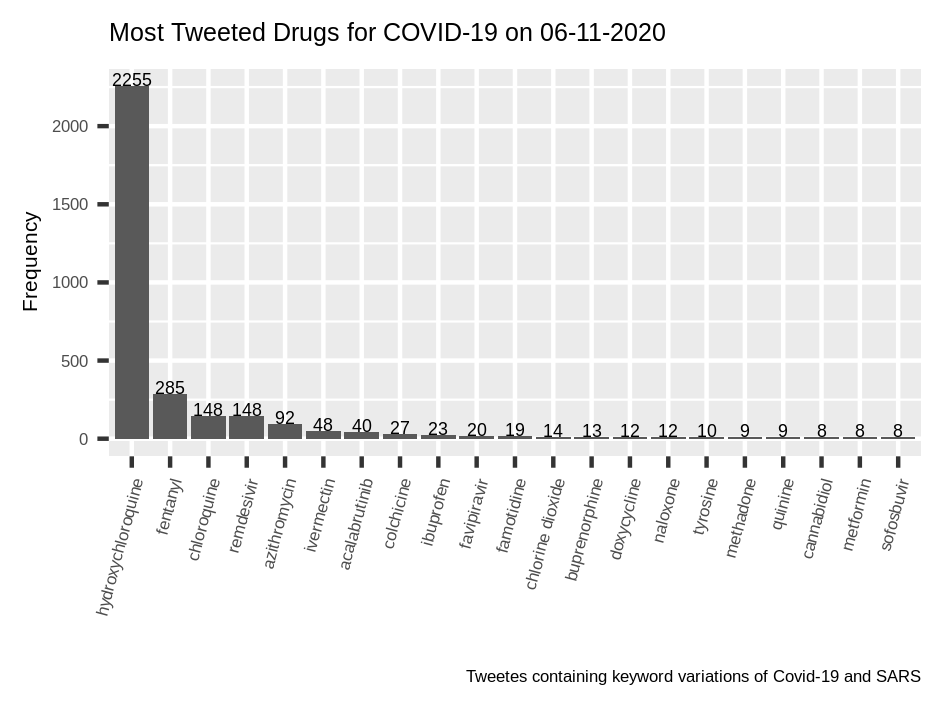 Most Tweeted Drugs for COVID-19 on 06-11-2020
Frequency
2000
1500
1000
500
0
2255
285
148
148
92
48
40
27
23
20
19
14
13
12
12
10
9
9
8
8
8
hydroxychloroquine
fentanyl
chloroquine
remdesivir
azithromycin
ivermectin
acalabrutinib
colchicine
ibuprofen
favipiravir
famotidine
chlorine dioxide
buprenorphine
doxycycline
naloxone
tyrosine
methadone
quinine
cannabidiol
metformin
sofosbuvir
Tweetes containing keyword variations of Covid-19 and SARS